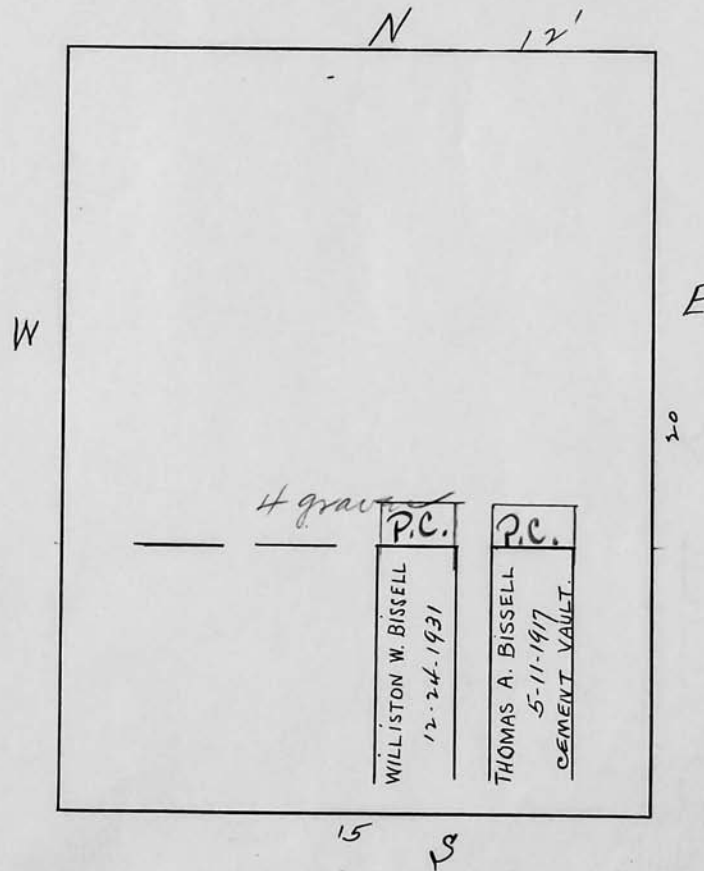 N 12'
W
E
20
4 graves
P.C. P.C.
WILLISTON W. BISSELL
12-24-1931
THOMAS A. BISSELL
5-11-1917
CEMENT VAULT.
15 S